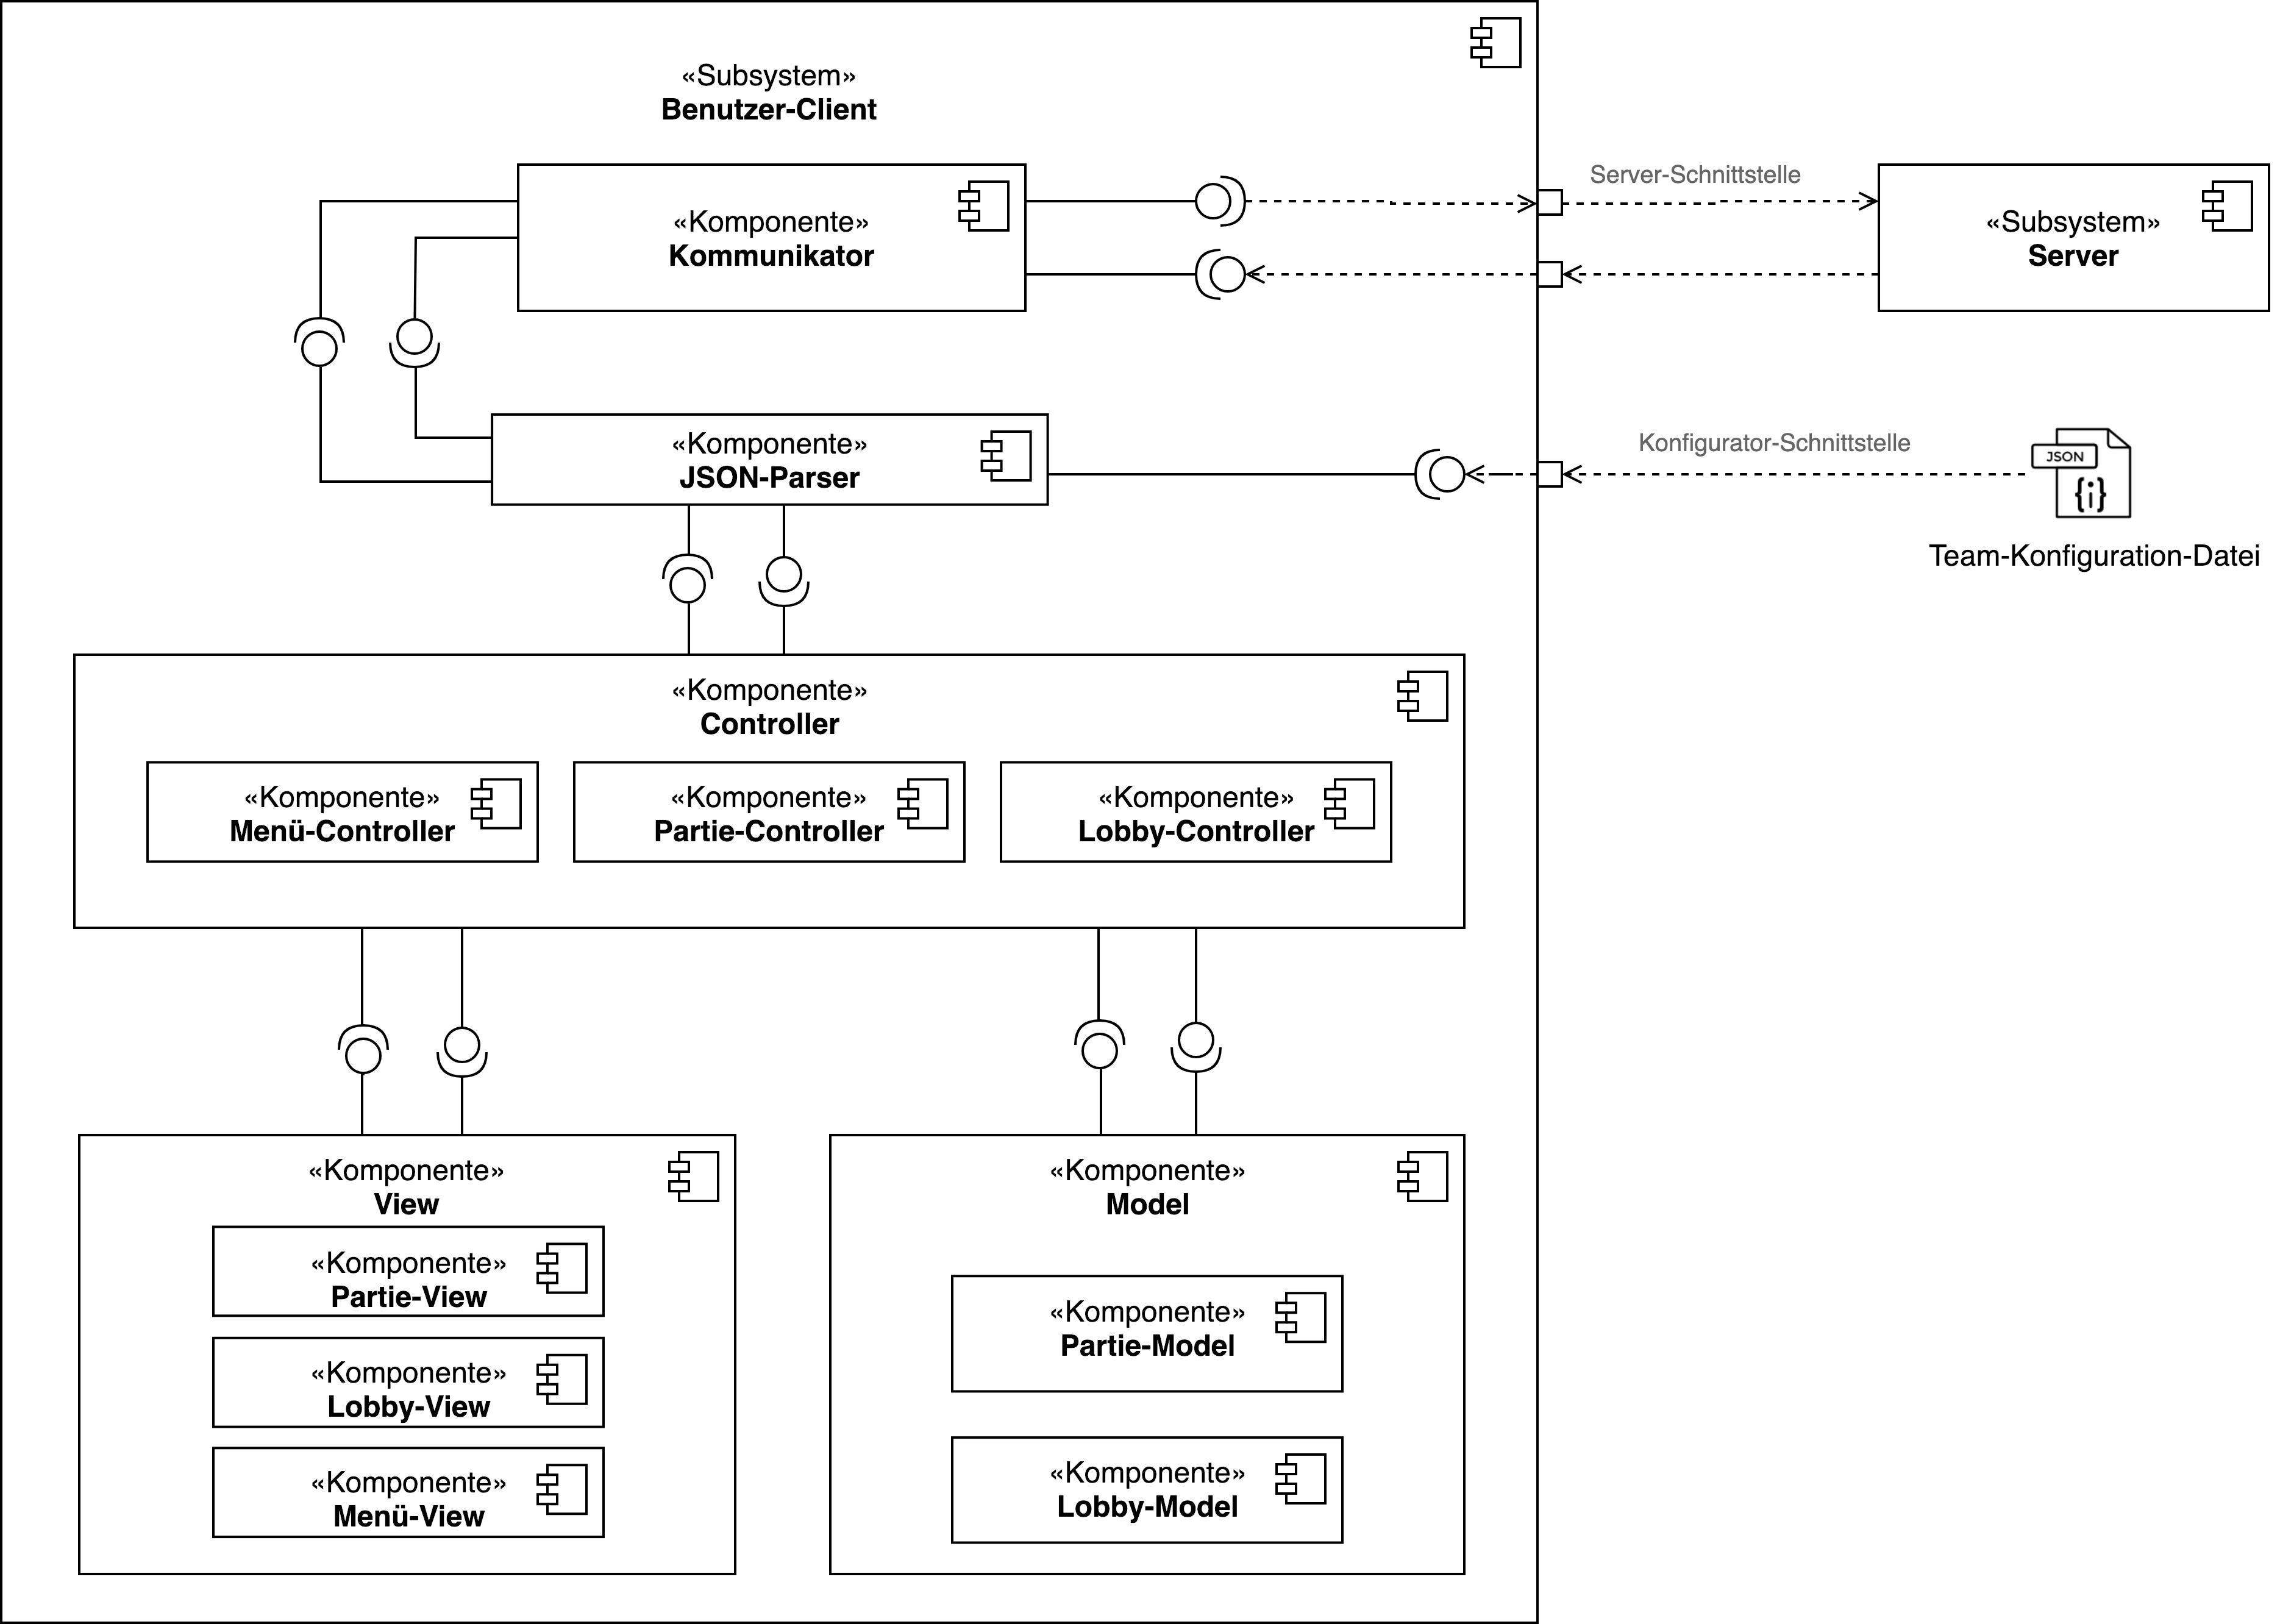 «Subsystem»
Benutzer-Client
«Komponente»
Kommunikator
Server-Schnittstelle
«Subsystem»
Server
«Komponente»
JSON-Parser
Konfigurator-Schnittstelle
JSON
{i}
Team-Konfiguration-Datei
«Komponente»
Controller
«Komponente»
Menü-Controller
«Komponente»
Partie-Controller
«Komponente»
Lobby-Controller
«Komponente»
View
«Komponente»
Partie-View
«Komponente»
Lobby-View
«Komponente»
Menü-View
«Komponente»
Model
«Komponente»
Partie-Model
«Komponente»
Lobby-Model